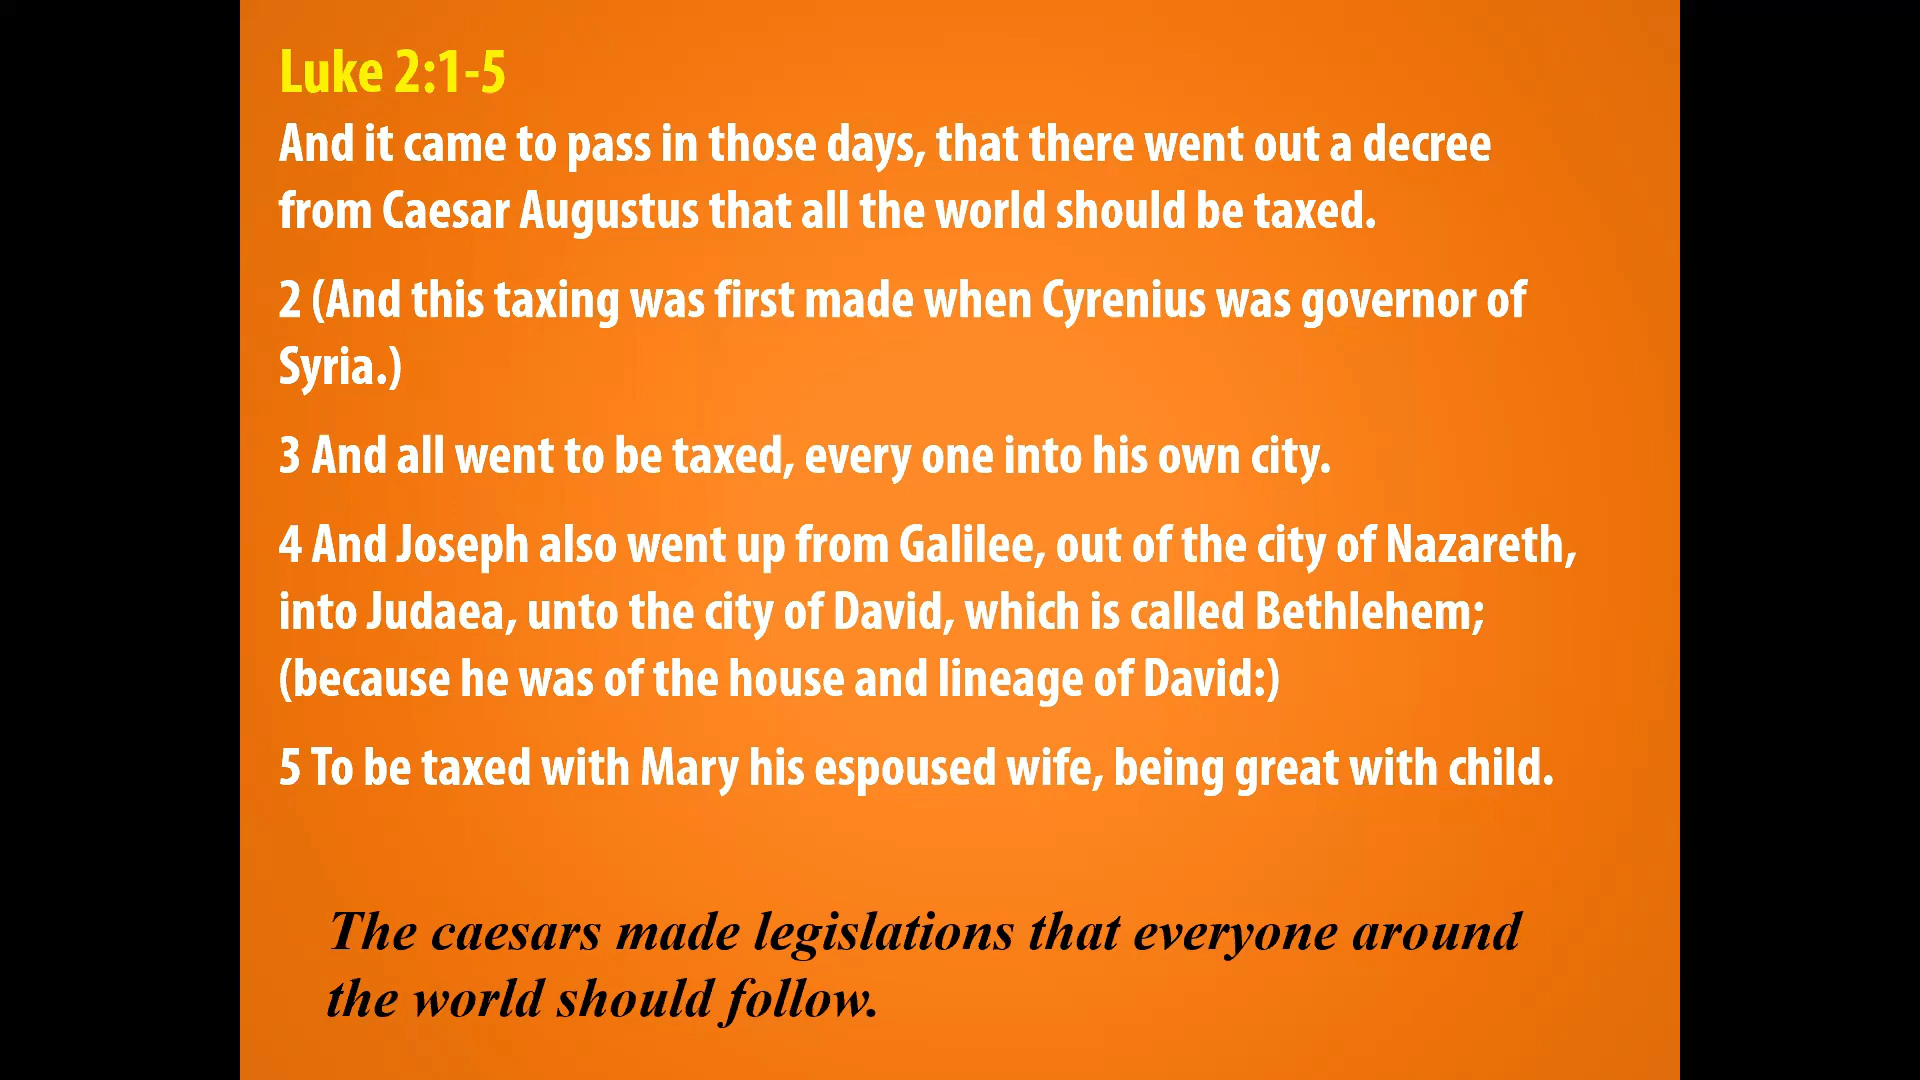 Luke 2:1-5
And it came to pass in those days, that there went out a decree
from Caesar Augustus that all the world should be taxed.
2 (And this taxing was first made when Cyrenius was governor of
Syria.)
3 And all went to be taxed, every one into his own city.
4 And Joseph also went up from Galilee, out of the city of Nazareth,
into Judaea, unto the city of David, which is called Bethlehem;
(because he was of the house and lineage of David:)
5 To be taxed with Mary his espoused wife, being great with child.
The caesars made legislations that everyone around
the world should follow.